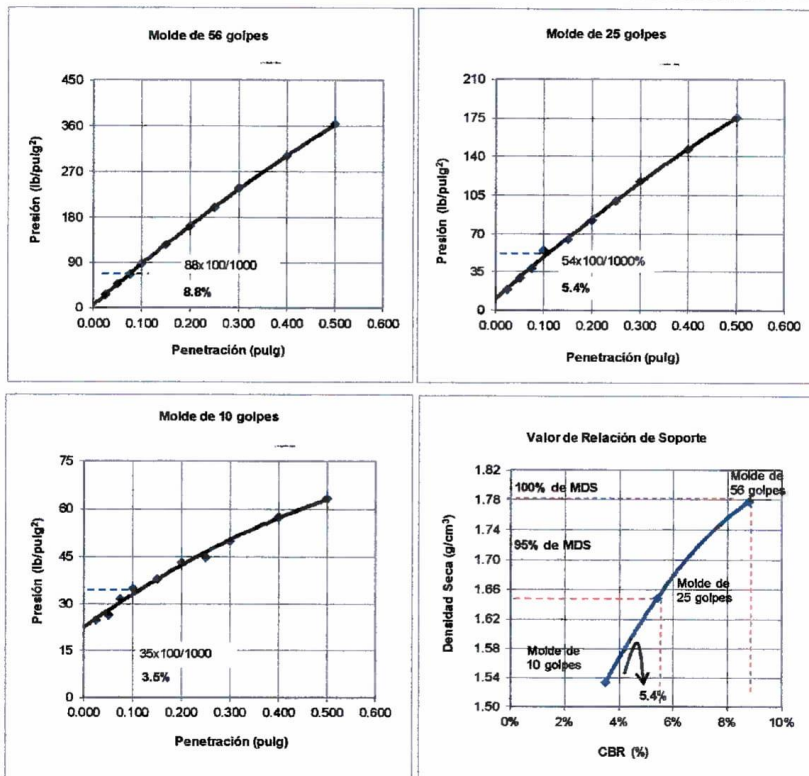 Molde de 56 golpes
450
360
270
180
90
0
Presión (lb/pulg²)
88x100/1000
8.8%
0.000 0.100 0.200 0.300 0.400 0.500 0.600
Penetración (pulg)
Molde de 25 golpes
210
175
140
105
70
35
0
Presión (lb/pulg²)
54x100/1000%
5.4%
0.000 0.100 0.200 0.300 0.400 0.500 0.600
Penetración (pulg)
Molde de 10 golpes
75
60
45
30
15
0
Presión (lb/pulg²)
35x100/1000
3.5%
0.000 0.100 0.200 0.300 0.400 0.500 0.600
Penetración (pulg)
Valor de Relación de Soporte
1.82
1.78
1.74
1.70
1.66
1.62
1.58
1.54
1.50
Densidad Seca (g/cm³)
100% de MDS
Molde de
56 golpes
95% de MDS
Molde de
25 golpes
Molde de
10 golpes
5.4%
0% 2% 4% 6% 8% 10%
CBR (%)